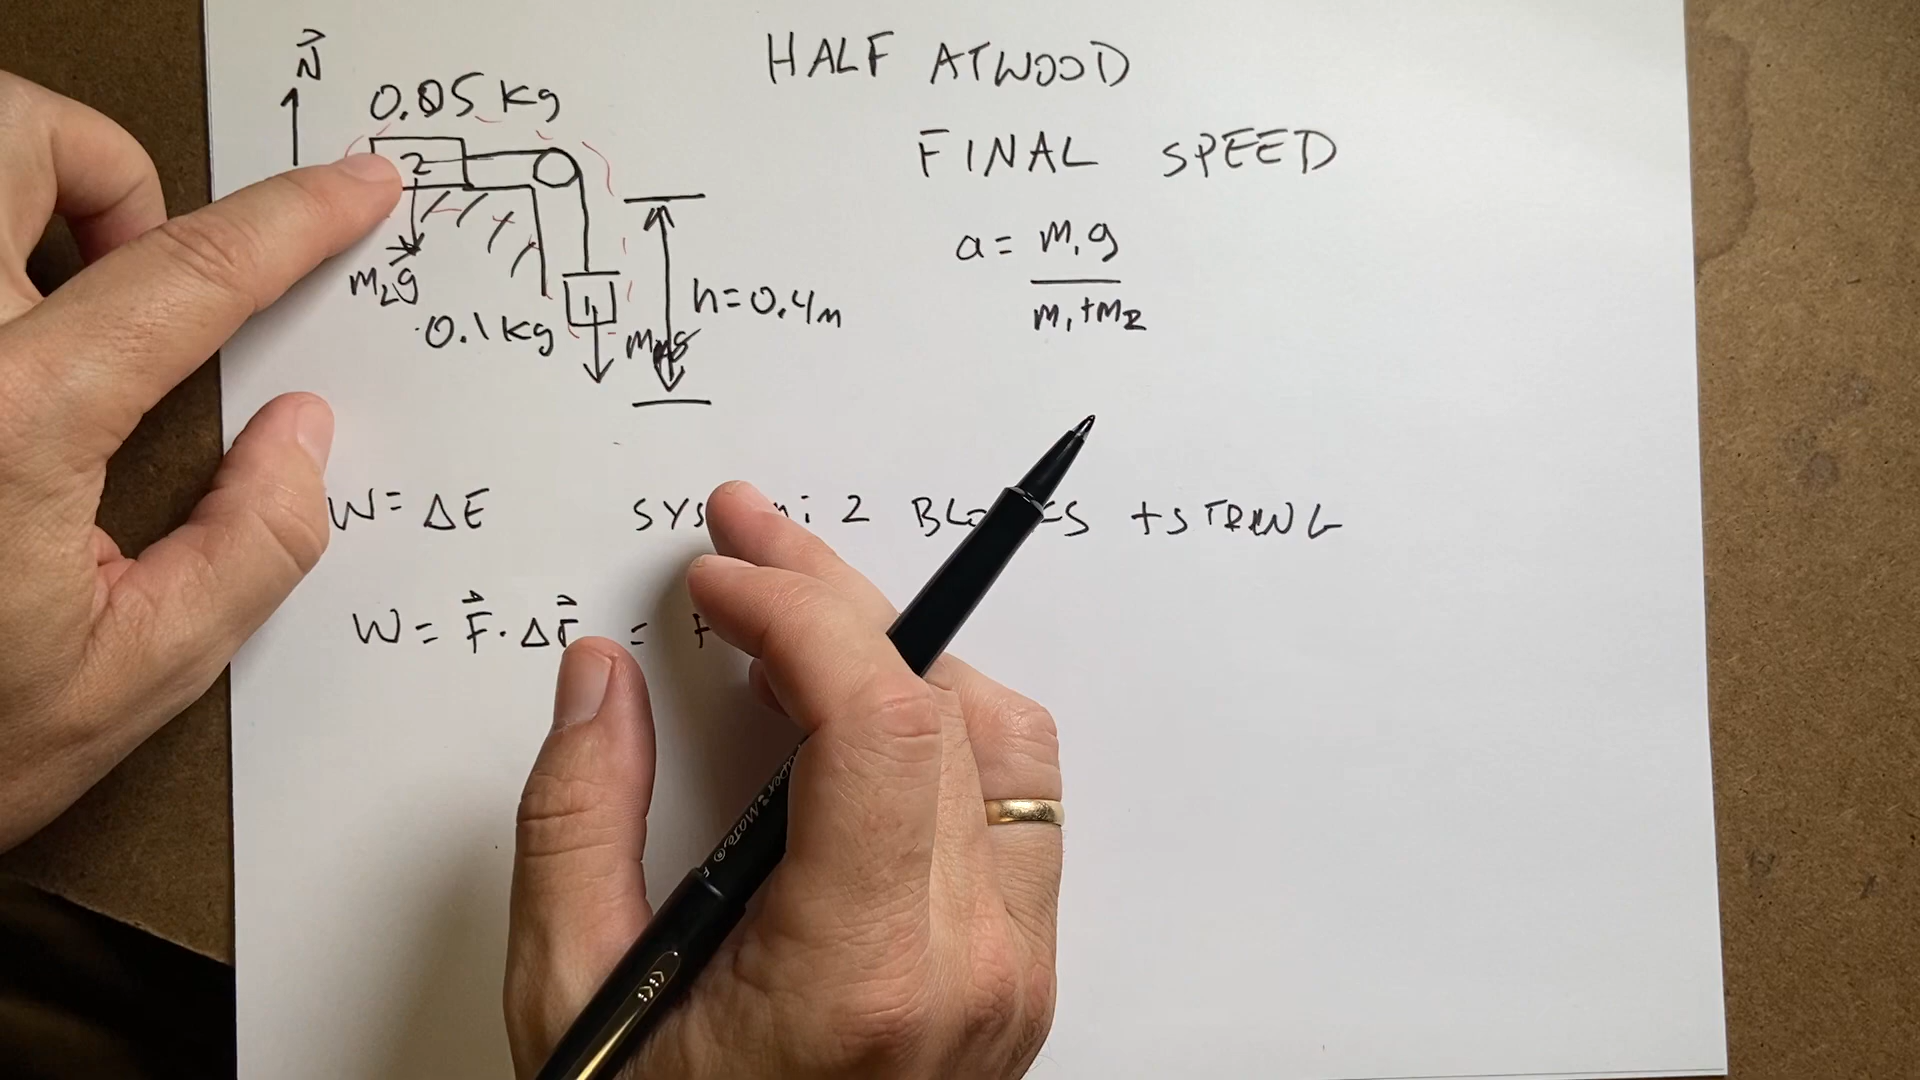 HALF ATWOOD
FINAL SPEED
a = m₁g
m₁+m₂
N
0.05 kg
2
m₂g
0.1 kg
1
h=0.4m
W = ΔE
2
+STRING
W = F · Δr =